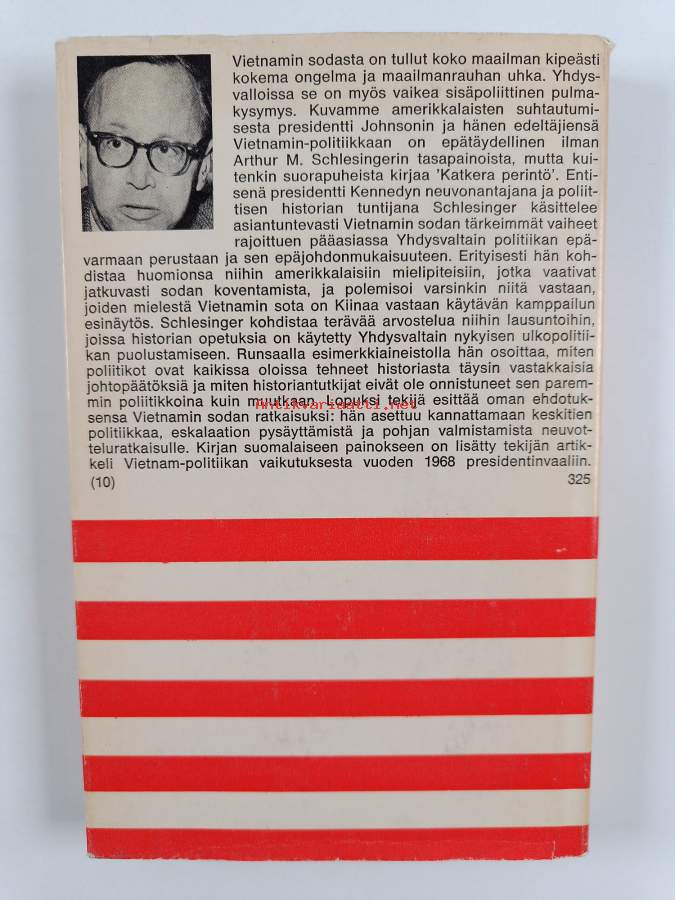 Vietnamin sodasta on tullut koko maailman kipeästi
kokema ongelma ja maailmanrauhan uhka. Yhdys-
valloissa se on myös vaikea sisäpoliittinen pulma-
kysymys. Kuvamme amerikkalaisten suhtautumi-
sesta presidentti Johnsonin ja hänen edeltäjiensä
Vietnamin-politiikkaan on epätäydellinen ilman
Arthur M. Schlesingerin tasapainoista, mutta kui-
tenkin suorapuheista kirjaa 'Katkera perintö'. Enti-
senä presidentti Kennedyn neuvonantajana ja poliit-
tisen historian tuntijana Schlesinger käsittelee
asiantuntevasti Vietnamin sodan tärkeimmät vaiheet
rajoittuen pääasiassa Yhdysvaltain politiikan epä-
varmaan perustaan ja sen epäjohdonmukaisuuteen. Erityisesti hän koh-
distaa huomionsa niihin amerikkalaisiin mielipiteisiin, jotka vaativat
jatkuvasti sodan koventamista, ja polemisoi varsinkin niitä vastaan,
joiden mielestä Vietnamin sota on Kiinaa vastaan käytävän kamppailun
esinäytös. Schlesinger kohdistaa terävää arvostelua niihin lausuntoihin,
joissa historian opetuksia on käytetty Yhdysvaltain nykyisen ulkopolitii-
kan puolustamiseen. Runsaalla esimerkkiaineistolla hän osoittaa, miten
poliitikot ovat kaikissa oloissa tehneet historiasta täysin vastakkaisia
johtopäätöksiä ja miten historiantutkijat eivät ole onnistuneet sen parem-
min poliitikkoina kuin muutkaan. Lopuksi tekijä esittää oman ehdotuk-
Antikvariaatti.net
sensa Vietnamin sodan ratkaisuksi: hän asettuu kannattamaan keskitien
politiikkaa, eskalaation pysäyttämistä ja pohjan valmistamista neuvot-
teluratkaisulle. Kirjan suomalaiseen painokseen on lisätty tekijän artik-
keli Vietnam-politiikan vaikutuksesta vuoden 1968 presidentinvaaliin.
(10) 325